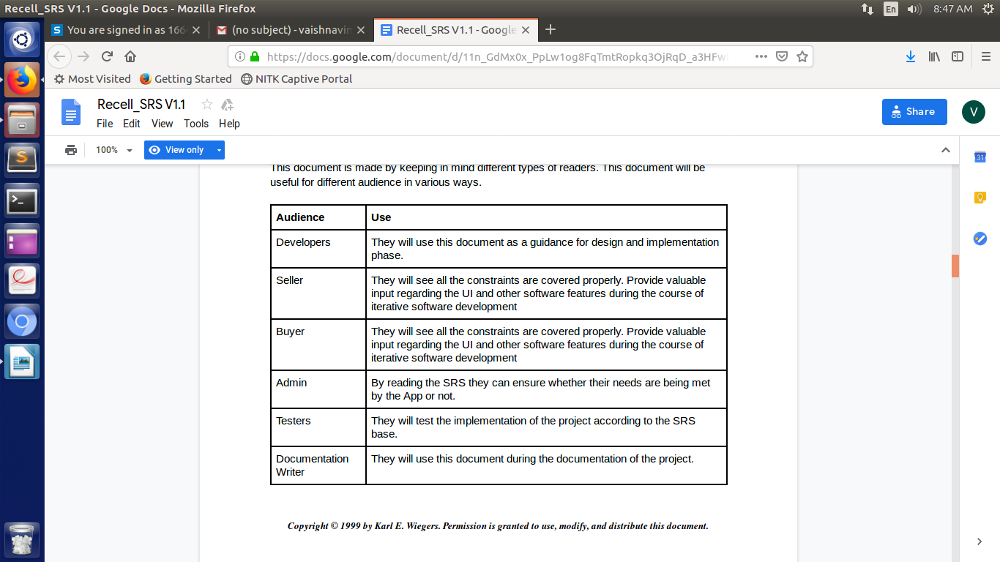 Recell_SRS V1.1 - Google Docs - Mozilla Firefox
En
8:47 AM
You are signed in as 166
(no subject) - vaishnavin
Recell_SRS V1.1 - Google
https://docs.google.com/document/d/11n_GdMx0x_PpLw1og8FqTmtRopkq3OjRqD_a3HFw
Most Visited
Getting Started
NITK Captive Portal
Recell_SRS V1.1
File Edit View Tools Help
Share
V
100%
View only
31
This document is made by keeping in mind different types of readers. This document will be
useful for different audience in various ways.
Audience Use
Developers They will use this document as a guidance for design and implementation
phase.
Seller They will see all the constraints are covered properly. Provide valuable
input regarding the UI and other software features during the course of
iterative software development
Buyer They will see all the constraints are covered properly. Provide valuable
input regarding the UI and other software features during the course of
iterative software development
Admin By reading the SRS they can ensure whether their needs are being met
by the App or not.
Testers They will test the implementation of the project according to the SRS
base.
Documentation They will use this document during the documentation of the project.
Writer
Copyright © 1999 by Karl E. Wiegers. Permission is granted to use, modify, and distribute this document.